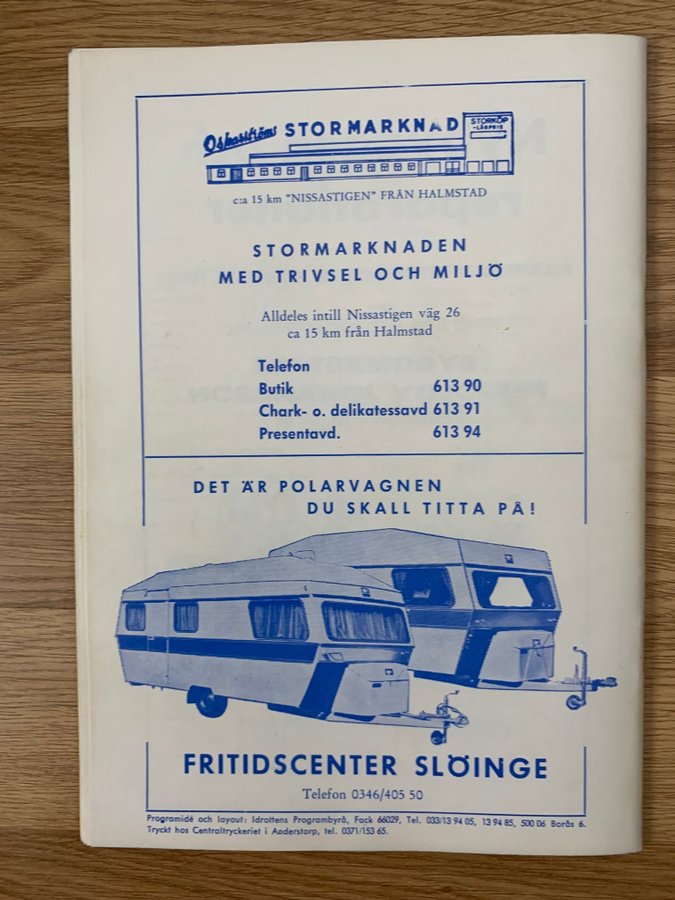 Oskarströms STORMARKNAD
STORKÖP
-LÅGPRIS
c:a 15 km "NISSASTIGEN" FRÅN HALMSTAD
STORMARKNADEN
MED TRIVSEL OCH MILJÖ
Alldeles intill Nissastigen väg 26
ca 15 km från Halmstad
Telefon
Butik 613 90
Chark- o. delikatessavd 613 91
Presentavd. 613 94
DET ÄR POLARVAGNEN
DU SKALL TITTA PÅ!
FRITIDSCENTER SLÖINGE
Telefon 0346/405 50
Programidé och layout: Idrottens Programbyrå, Fack 66029, Tel. 033/13 94 05, 13 94 85, 500 06 Borås 6.
Tryckt hos Centraltryckeriet i Anderstorp, tel. 0371/153 65.